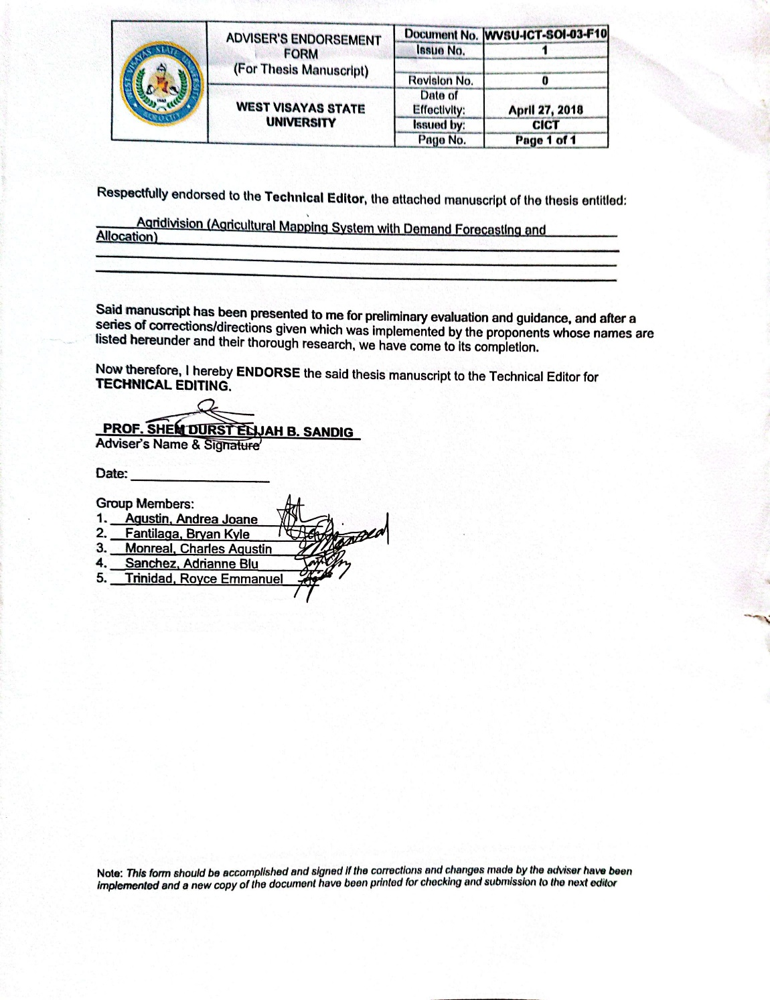 WEST VISAYAS STATE UNIVERSITY
ILOILO CITY
ADVISER'S ENDORSEMENT
FORM
(For Thesis Manuscript)
WEST VISAYAS STATE
UNIVERSITY
Document No. WVSU-ICT-SOI-03-F10
Issue No. 1
Revision No. 0
Date of
Effectivity: April 27, 2018
Issued by: CICT
Page No. Page 1 of 1
Respectfully endorsed to the Technical Editor, the attached manuscript of the thesis entitled:
Agridivision (Agricultural Mapping System with Demand Forecasting and
Allocation)
Said manuscript has been presented to me for preliminary evaluation and guidance, and after a
series of corrections/directions given which was implemented by the proponents whose names are
listed hereunder and their thorough research, we have come to its completion.
Now therefore, I hereby ENDORSE the said thesis manuscript to the Technical Editor for
TECHNICAL EDITING.
PROF. SHEM DURST ELIJAH B. SANDIG
Adviser's Name & Signature
Date:
Group Members:
1. Agustin, Andrea Joane
2. Fantilaga, Bryan Kyle
3. Monreal, Charles Agustin
4. Sanchez, Adrianne Blu
5. Trinidad, Royce Emmanuel
Note: This form should be accomplished and signed if the corrections and changes made by the adviser have been
implemented and a new copy of the document have been printed for checking and submission to the next editor